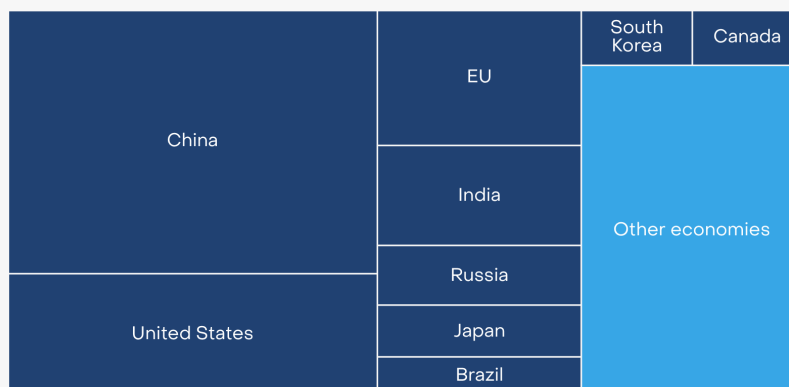 China
United States
EU
India
Russia
Japan
Brazil
South
Korea
Canada
Other economies